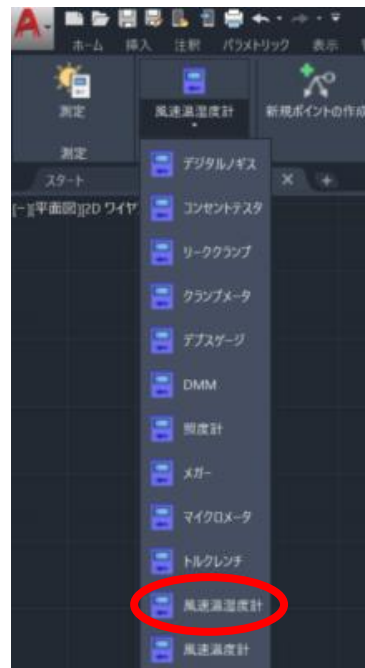 ホーム 挿入 注釈 パラメトリック 表示
測定 風速温湿度計 新規ポイントの作成
測定
スタート
[-][平面図][2D ワイヤ
デジタルノギス
コンセントテスタ
リーククランプ
クランプメータ
デプスゲージ
DMM
照度計
メガー
マイクロメータ
トルクレンチ
風速温湿度計
風速温度計